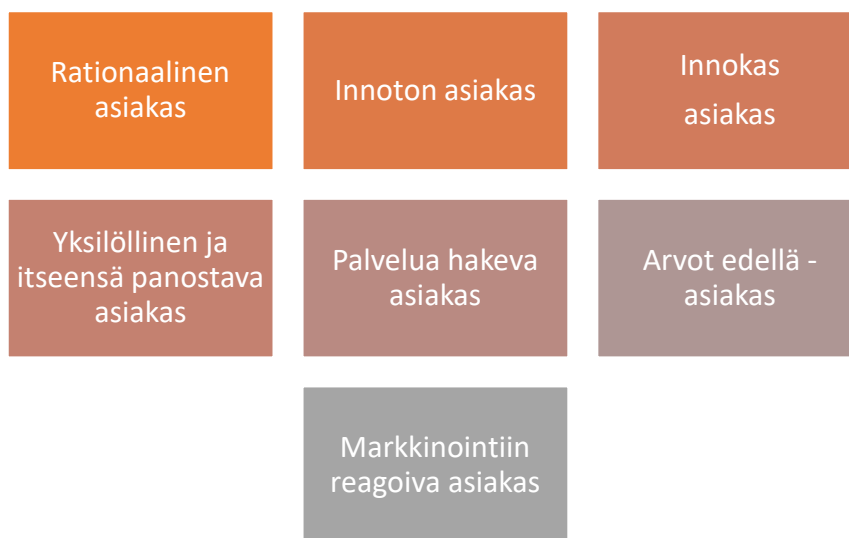 Rationaalinen
asiakas
Innoton asiakas
Innokas
asiakas
Yksilöllinen ja
itseensä panostava
asiakas
Palvelua hakeva
asiakas
Arvot edellä -
asiakas
Markkinointiin
reagoiva asiakas